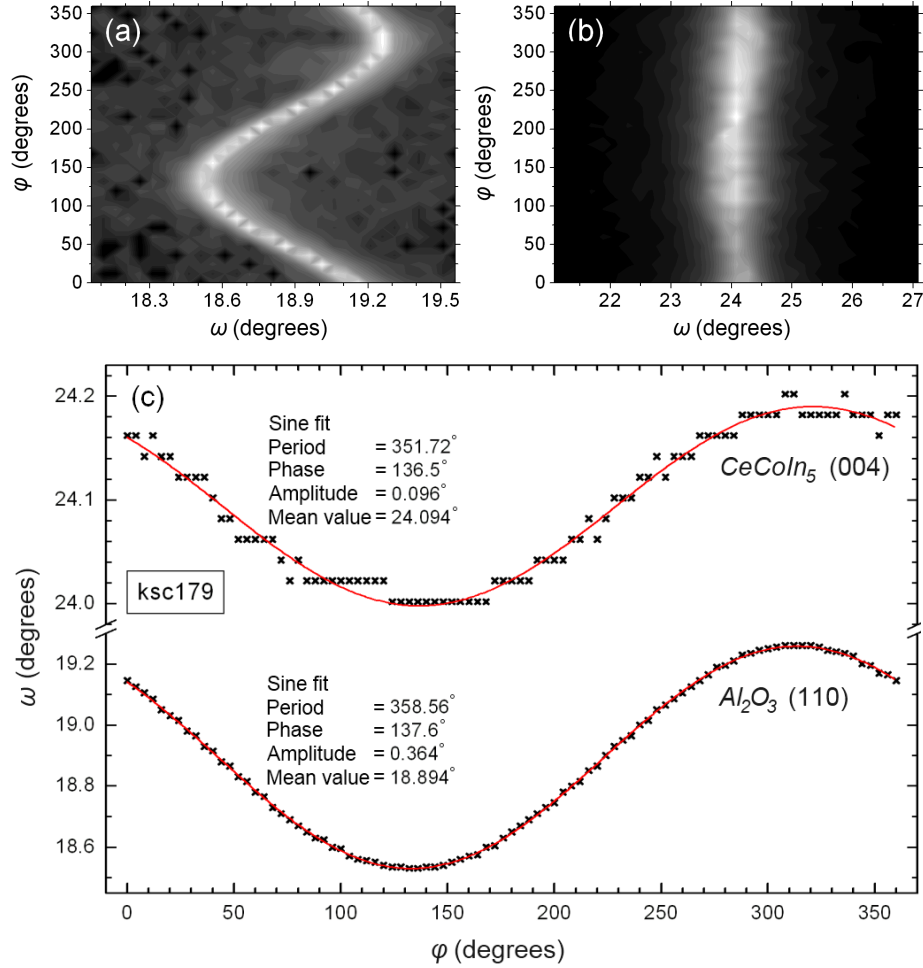 (a)
350
300
250
200
150
100
50
0
φ (degrees)
18.3 18.6 18.9 19.2 19.5
ω (degrees)
(b)
350
300
250
200
150
100
50
0
φ (degrees)
22 23 24 25 26 27
ω (degrees)
(c)
24.2
24.1
24.0
19.2
19.0
18.8
18.6
ω (degrees)
Sine fit
Period = 351.72°
Phase = 136.5°
Amplitude = 0.096°
Mean value = 24.094°
CeCoIn₅ (004)
ksc179
Sine fit
Period = 358.56°
Phase = 137.6°
Amplitude = 0.364°
Mean value = 18.894°
Al₂O₃ (110)
0 50 100 150 200 250 300 350
φ (degrees)